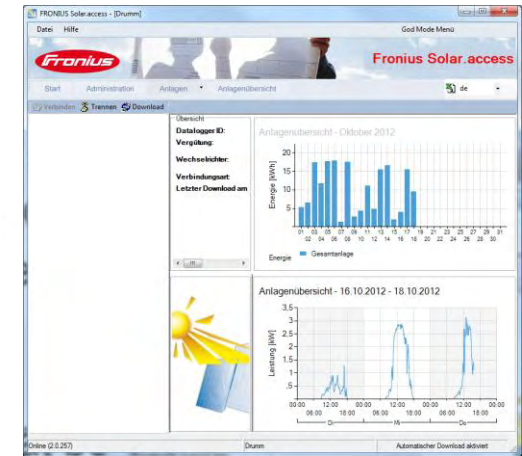 FRONIUS Solar.access - [Drumm]
Datei Hilfe God Mode Menü
Fronius Fronius Solar.access
Start Administration Anlagen Anlagenübersicht de
Verbinden Trennen Download
Übersicht
Datalogger ID:
Vergütung:
Wechselrichter:
Verbindungsart:
Letzter Download am
Anlagenübersicht - Oktober 2012
Energie [kWh]
20
15
10
5
01 03 05 07 09 11 13 15 17 19 21 23 25 27 29 31
02 04 06 08 10 12 14 16 18 20 22 24 26 28 30
Energie Gesamtanlage
Anlagenübersicht - 16.10.2012 - 18.10.2012
Leistung [kW]
3,5
3
2,5
2
1,5
1
,5
00:00 12:00 00:00 12:00 00:00 12:00 00:00
06:00 18:00 06:00 18:00 06:00 18:00
Di Mi Do
Online (2.0.257) Drumm Automatischer Download aktiviert